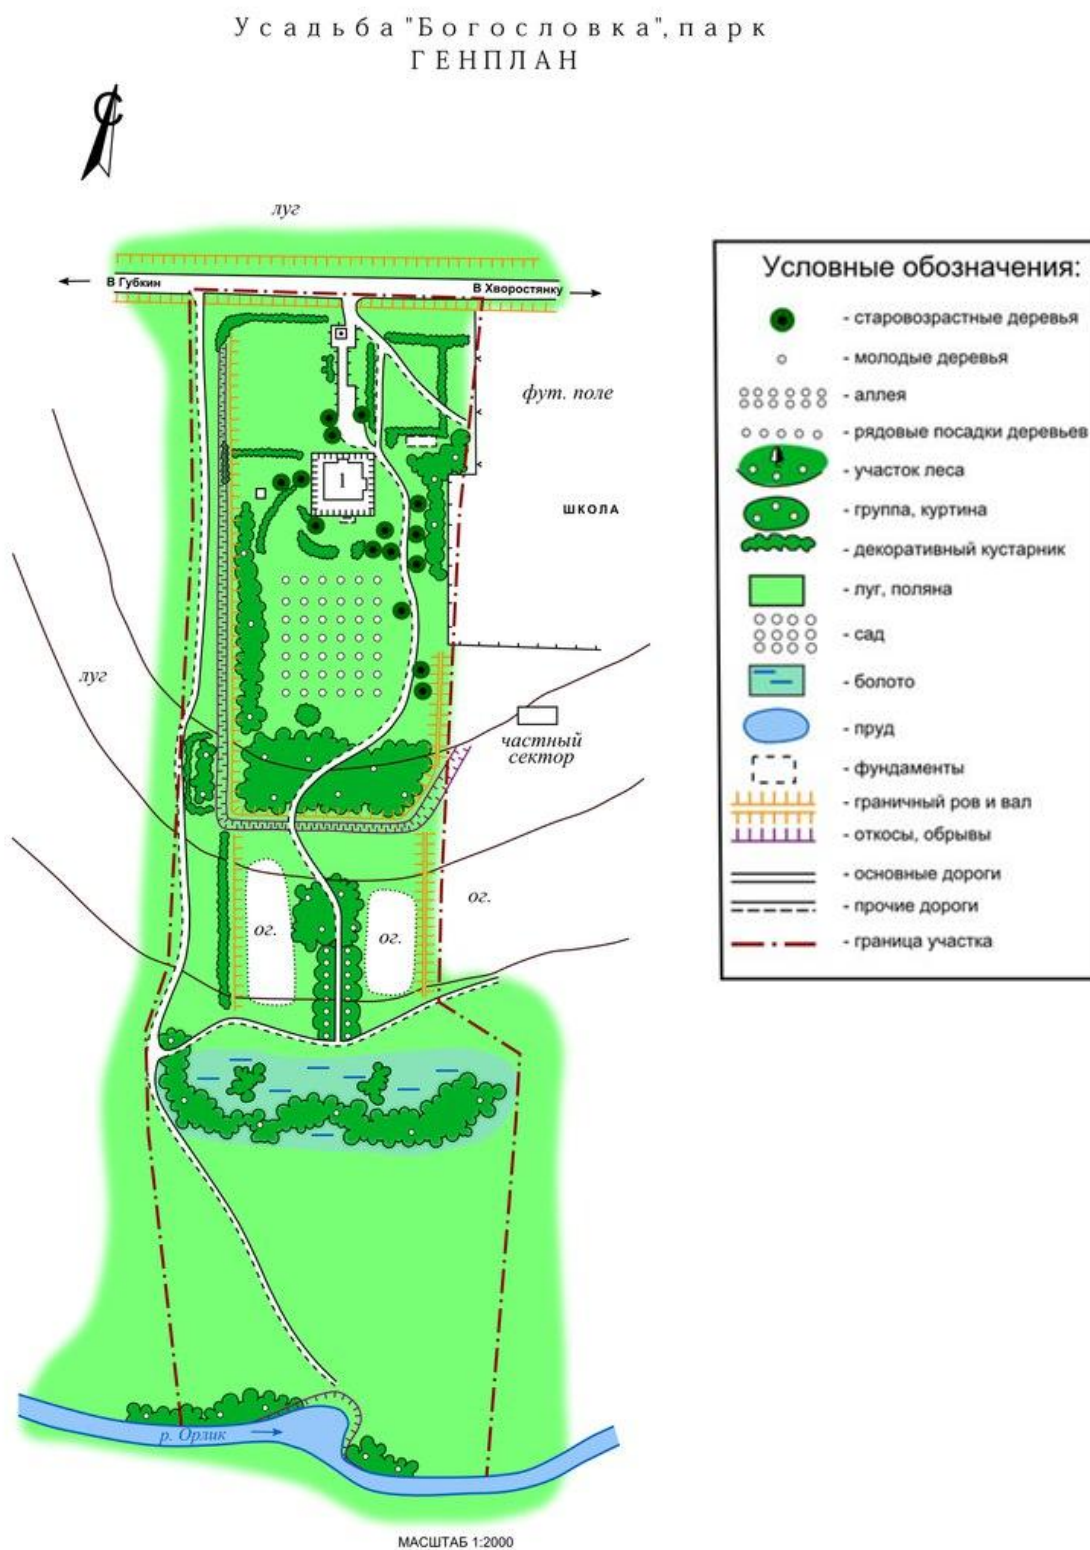 Усадьба "Богословка", парк
ГЕНПЛАН
С
луг
В Губкин
В Хворостянку
фут. поле
1
ШКОЛА
луг
частный
сектор
ог.
ог.
ог.
р. Орлик
МАСШТАБ 1:2000
Условные обозначения:
- старовозрастные деревья
- молодые деревья
- аллея
- рядовые посадки деревьев
- участок леса
- группа, куртина
- декоративный кустарник
- луг, поляна
- сад
- болото
- пруд
- фундаменты
- граничный ров и вал
- откосы, обрывы
- основные дороги
- прочие дороги
- граница участка